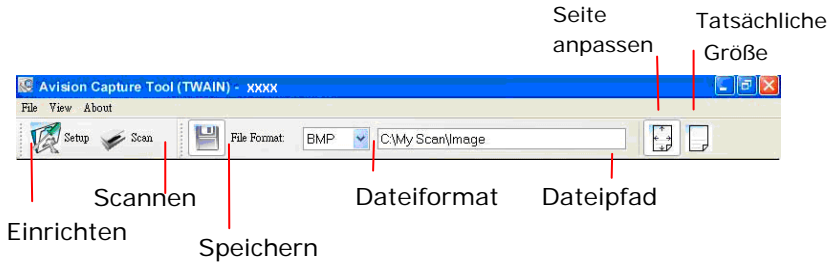 Seite
anpassen
Tatsächliche
Größe
Avision Capture Tool (TWAIN) - xxxx
File View About
Setup Scan File Format: BMP C:\My Scan\Image
Scannen
Dateiformat
Dateipfad
Einrichten
Speichern